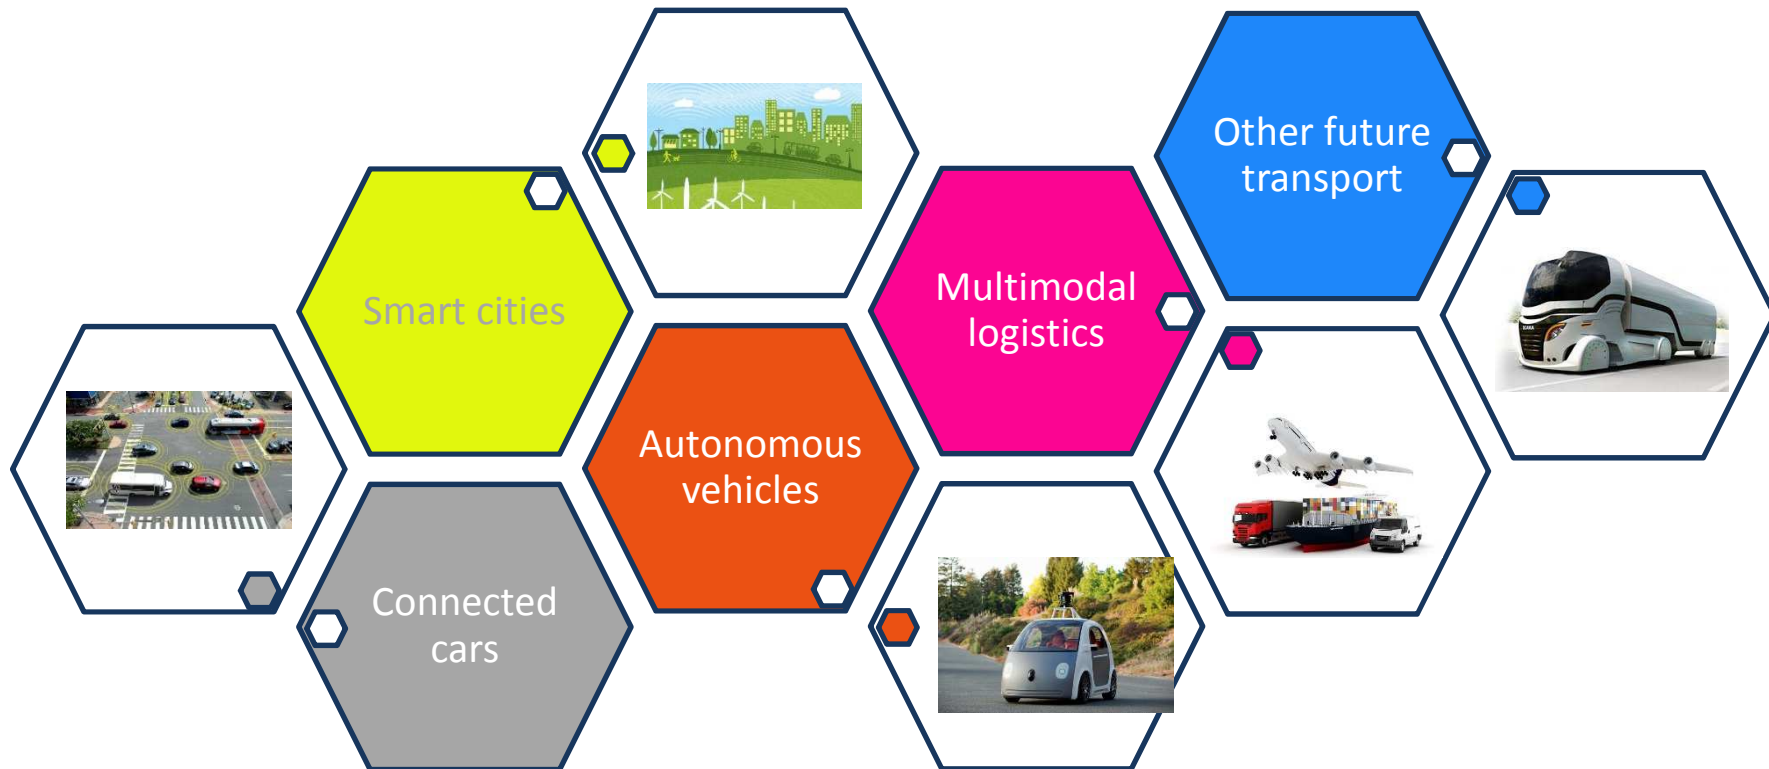 Other future
transport
Smart cities
Multimodal
logistics
Autonomous
vehicles
Connected
cars